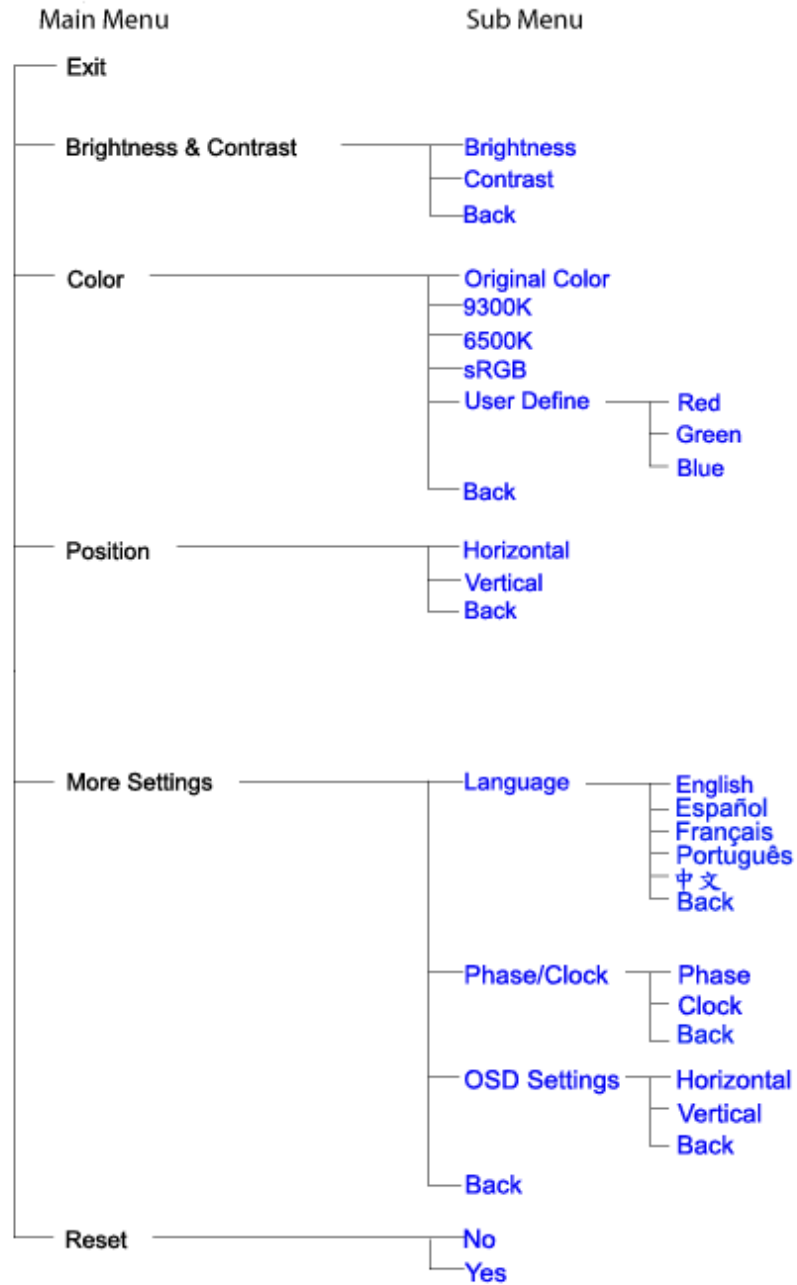 Main Menu Sub Menu
Exit
Brightness & Contrast Brightness
Contrast
Back
Color Original Color
9300K
6500K
sRGB
User Define Red
Green
Blue
Back
Position Horizontal
Vertical
Back
More Settings Language English
Español
Français
Português
中文
Back
Phase/Clock Phase
Clock
Back
OSD Settings Horizontal
Vertical
Back
Back
Reset No
Yes